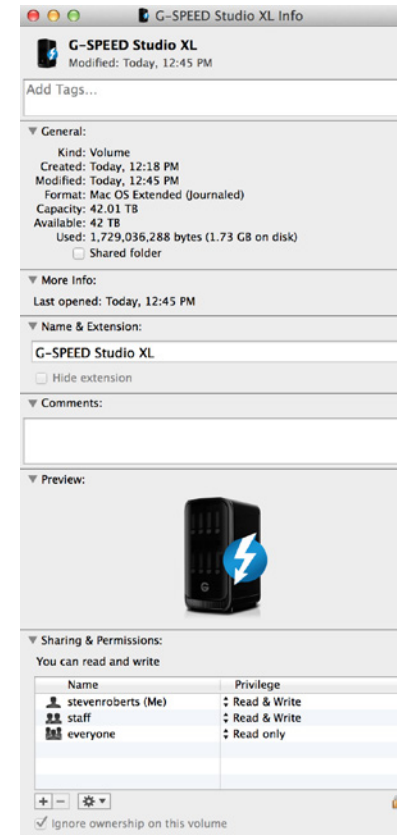 G-SPEED Studio XL Info
G-SPEED Studio XL
Modified: Today, 12:45 PM
Add Tags...
General:
Kind: Volume
Created: Today, 12:18 PM
Modified: Today, 12:45 PM
Format: Mac OS Extended (Journaled)
Capacity: 42.01 TB
Available: 42 TB
Used: 1,729,036,288 bytes (1.73 GB on disk)
Shared folder
More Info:
Last opened: Today, 12:45 PM
Name & Extension:
G-SPEED Studio XL
Hide extension
Comments:
Preview:
G
Sharing & Permissions:
You can read and write
Name Privilege
stevenroberts (Me) Read & Write
staff Read & Write
everyone Read only
Ignore ownership on this volume